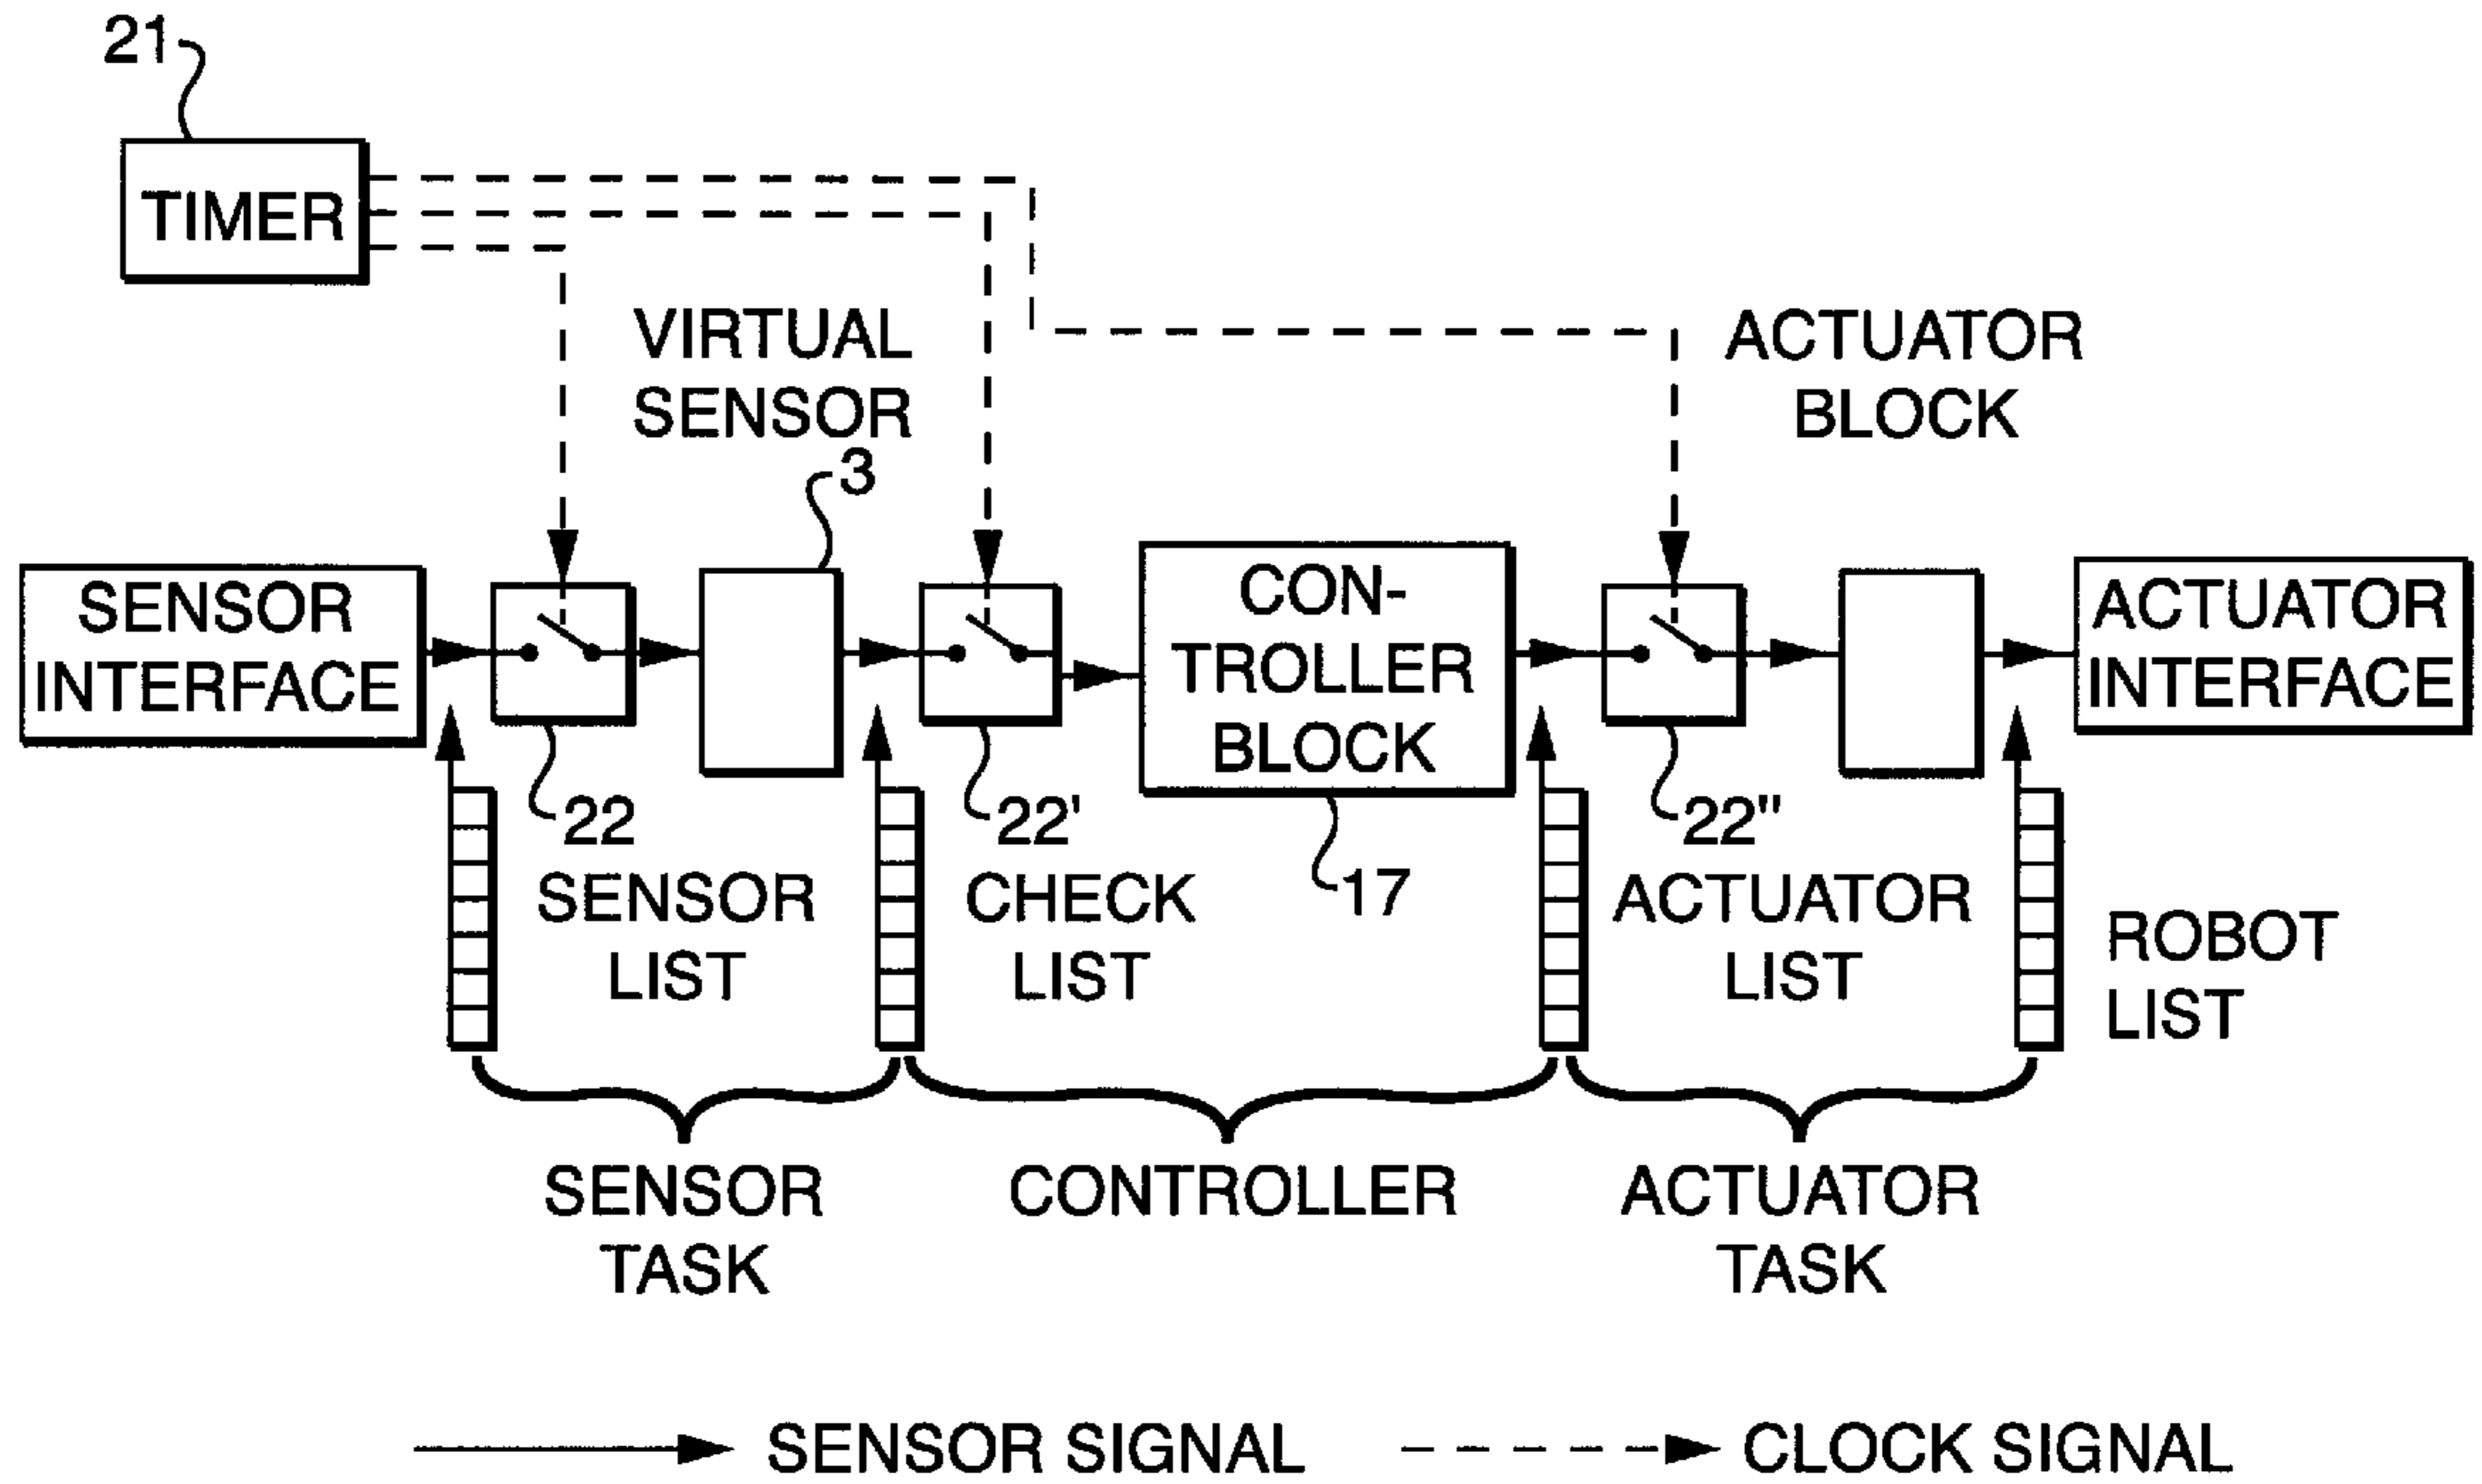 21
TIMER
VIRTUAL
SENSOR
3
ACTUATOR
BLOCK
SENSOR
INTERFACE
CON-
TROLLER
BLOCK
ACTUATOR
INTERFACE
22
SENSOR
LIST
22'
CHECK
LIST
17
22"
ACTUATOR
LIST
ROBOT
LIST
SENSOR
TASK
CONTROLLER
ACTUATOR
TASK
SENSOR SIGNAL
CLOCK SIGNAL